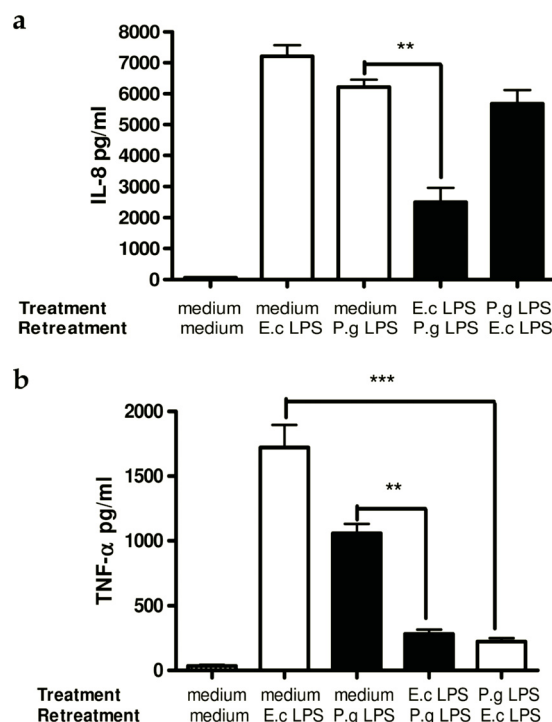 a
8000
7000
6000
5000
4000
3000
2000
1000
0
IL-8 pg/ml
**
Treatment medium medium medium E.c LPS P.g LPS
Retreatment medium E.c LPS P.g LPS P.g LPS E.c LPS
b
2000
1500
1000
500
0
TNF-α pg/ml
***
**
Treatment medium medium medium E.c LPS P.g LPS
Retreatment medium E.c LPS P.g LPS P.g LPS E.c LPS